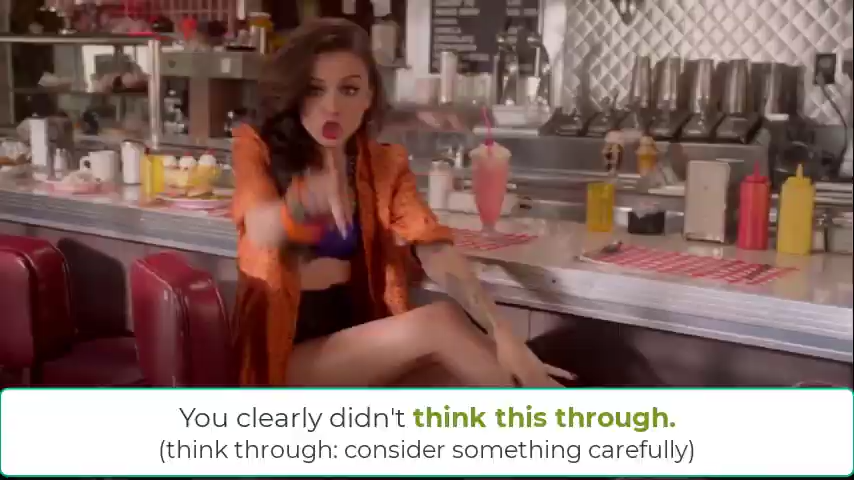 You clearly didn't think this through.
(think through: consider something carefully)